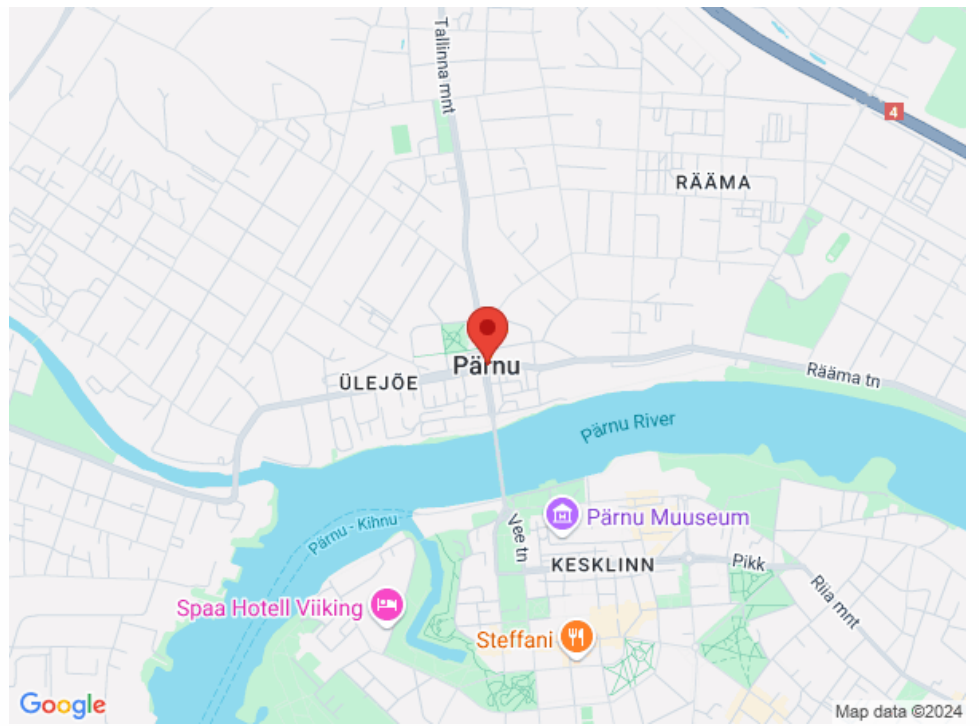 Tallinna mnt
4
RÄÄMA
Pärnu
ÜLEJÕE
Rääma tn
Pärnu River
Pärnu - Kihnu
Vee tn
Pärnu Muuseum
KESKLINN
Pikk
Riia mnt
Spaa Hotell Viiking
Steffani
Google
Map data ©2024